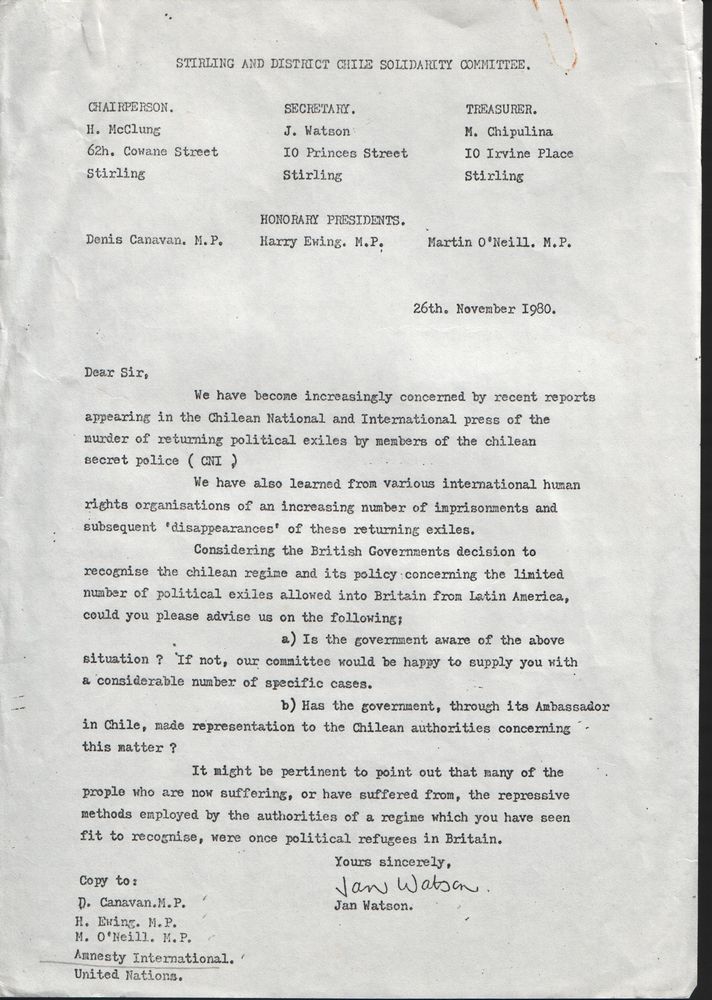 STIRLING AND DISTRICT CHILE SOLIDARITY COMMITTEE.
CHAIRPERSON. SECRETARY. TREASURER.
H. McClung J. Watson M. Chipulina
62h. Cowane Street I0 Princes Street I0 Irvine Place
Stirling Stirling Stirling
HONORARY PRESIDENTS.
Denis Canavan. M.P. Harry Ewing. M.P. Martin O'Neill. M.P.
26th. November I980.
Dear Sir,
We have become increasingly concerned by recent reports
appearing in the Chilean National and International press of the
murder of returning political exiles by members of the chilean
secret police ( CNI )
We have also learned from various international human
rights organisations of an increasing number of imprisonments and
subsequent 'disappearances' of these returning exiles.
Considering the British Governments decision to
recognise the chilean regime and its policy concerning the limited
number of political exiles allowed into Britain from Latin America,
could you please advise us on the following;
a) Is the government aware of the above
situation ? If not, our committee would be happy to supply you with
a considerable number of specific cases.
b) Has the government, through its Ambassador
in Chile, made representation to the Chilean authorities concerning
this matter ?
It might be pertinent to point out that many of the
prople who are now suffering, or have suffered from, the repressive
methods employed by the authorities of a regime which you have seen
fit to recognise, were once political refugees in Britain.
Yours sincerely,
Jan Watson.
Jan Watson.
Copy to:
D. Canavan.M.P.
H. Ewing. M.P.
M. O'Neill. M.P.
Amnesty International.
United Nations.